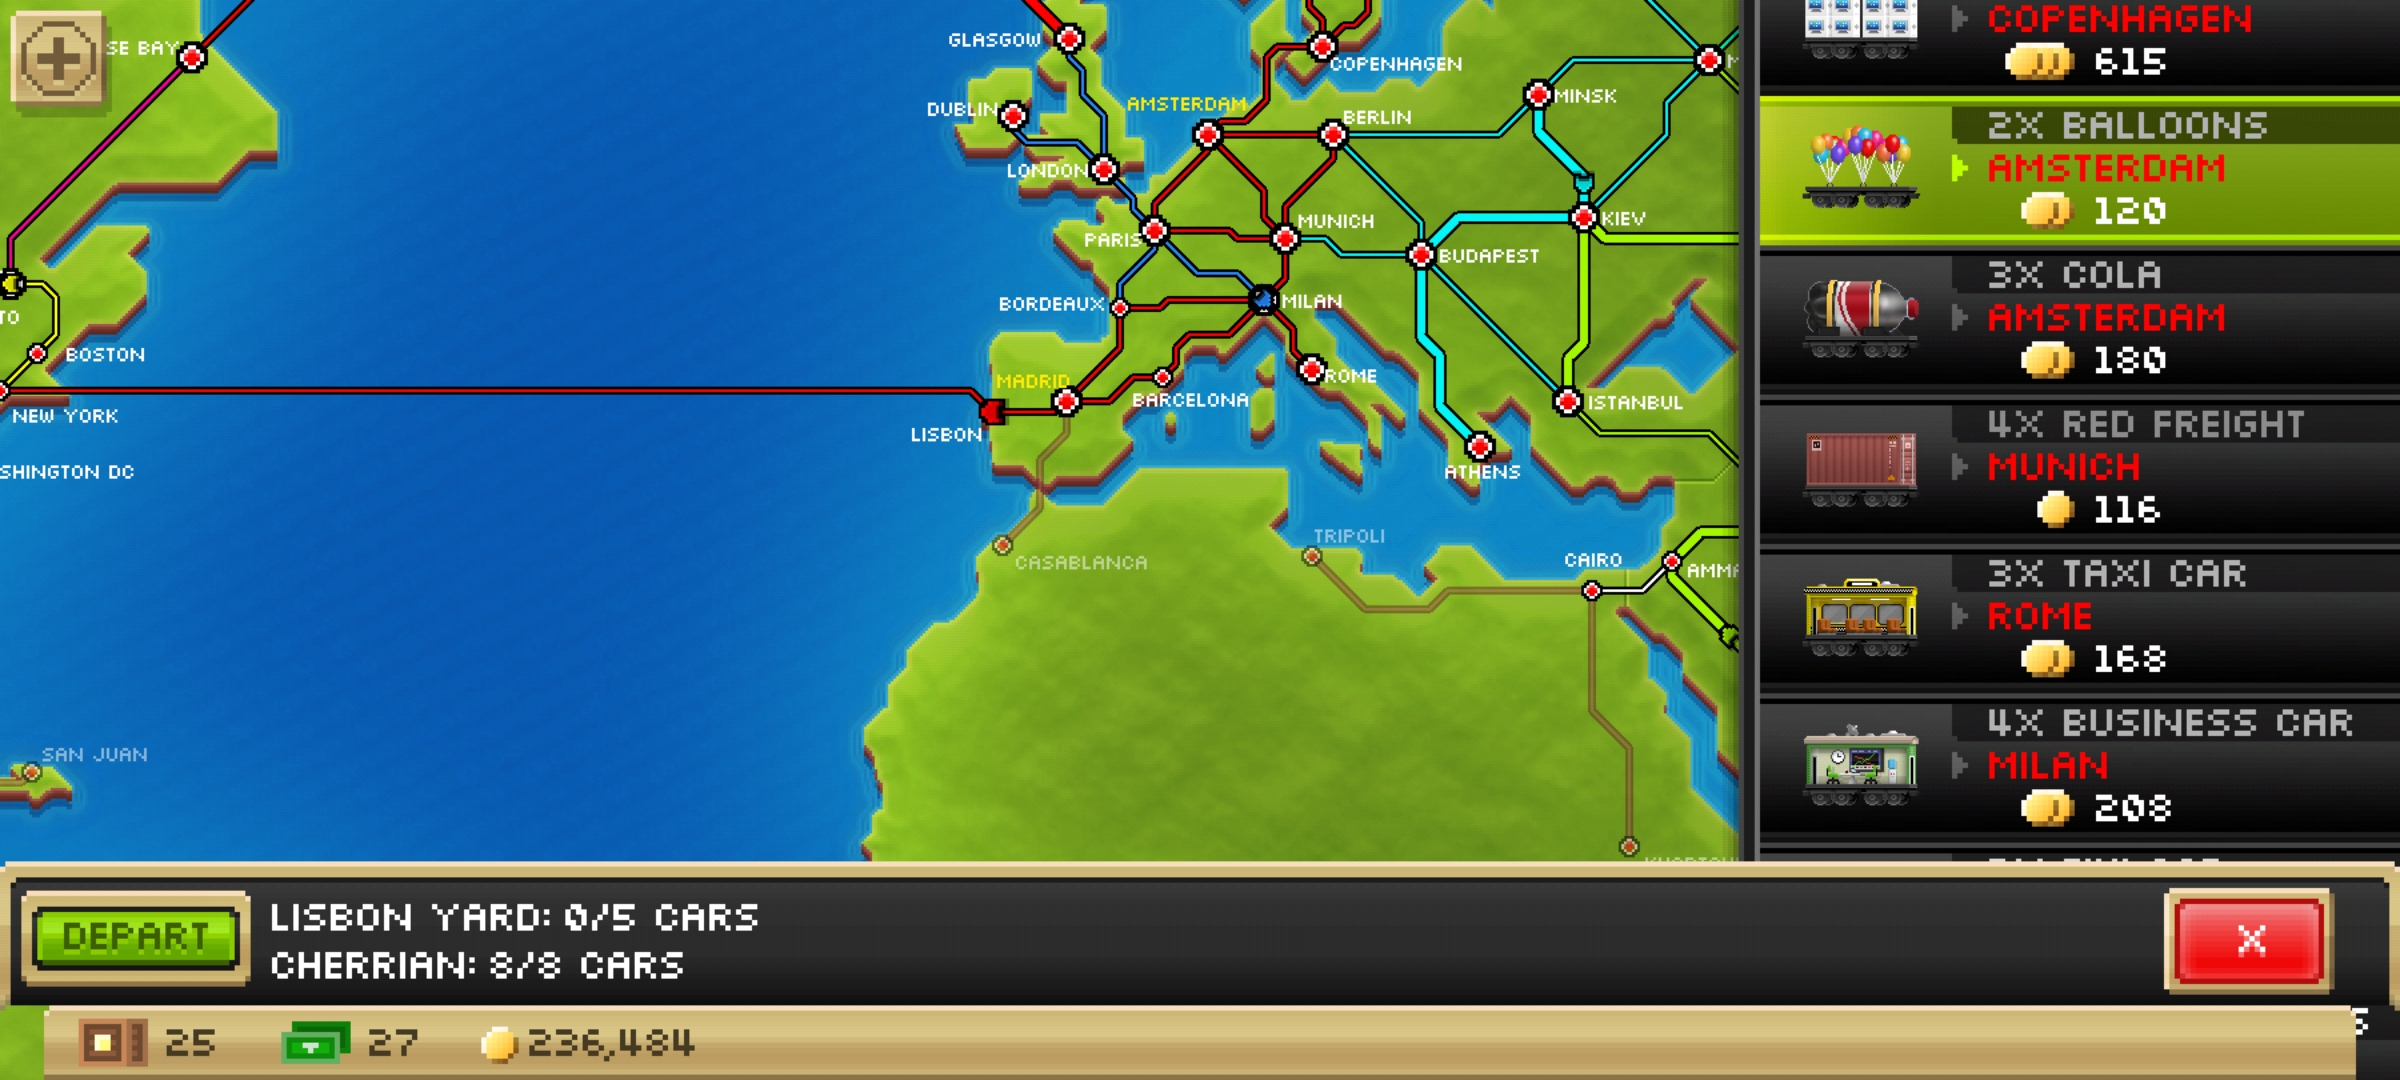 SE BAY
GLASGOW
COPENHAGEN
DUBLIN
AMSTERDAM
MINSK
BERLIN
LONDON
PARIS
MUNICH
KIEV
BUDAPEST
BORDEAUX
MILAN
TO
BOSTON
MADRID
ROME
BARCELONA
ISTANBUL
NEW YORK
LISBON
SHINGTON DC
ATHENS
TRIPOLI
CASABLANCA
CAIRO
AMMA
SAN JUAN
COPENHAGEN
615
2X BALLOONS
AMSTERDAM
120
3X COLA
AMSTERDAM
180
4X RED FREIGHT
MUNICH
116
3X TAXI CAR
ROME
168
4X BUSINESS CAR
MILAN
208
DEPART
LISBON YARD: 0/5 CARS
CHERRIAN: 8/8 CARS
X
25
27
236,484